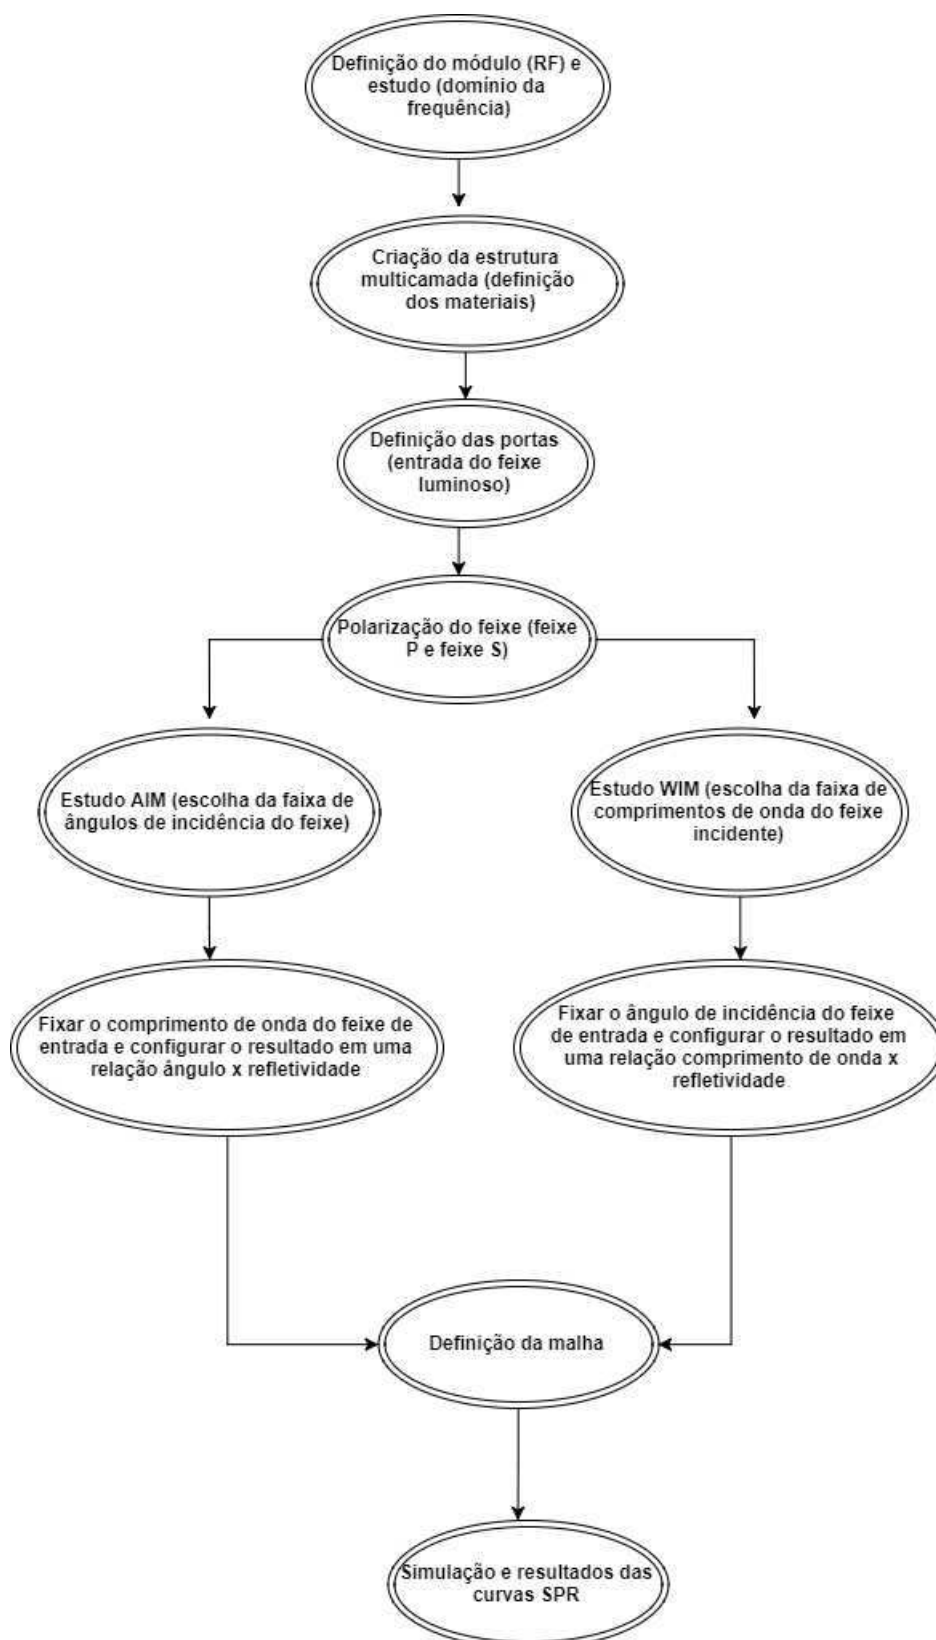 Definição do módulo (RF) e
estudo (domínio da
frequência)
Criação da estrutura
multicamada (definição
dos materiais)
Definição das portas
(entrada do feixe
luminoso)
Polarização do feixe (feixe
P e feixe S)
Estudo AIM (escolha da faixa de
ângulos de incidência do feixe)
Estudo WIM (escolha da faixa de
comprimentos de onda do feixe
incidente)
Fixar o comprimento de onda do feixe de
entrada e configurar o resultado em uma
relação ângulo x refletividade
Fixar o ângulo de incidência do feixe
de entrada e configurar o resultado em
uma relação comprimento de onda x
refletividade
Definição da malha
Simulação e resultados das
curvas SPR